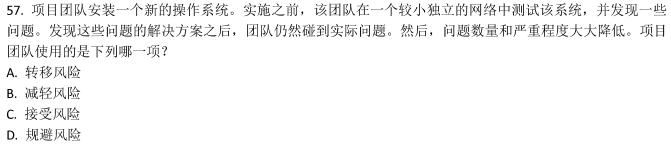 57. 项目团队安装一个新的操作系统。实施之前，该团队在一个较小独立的网络中测试该系统，并发现一些
问题。发现这些问题的解决方案之后，团队仍然碰到实际问题。然后，问题数量和严重程度大大降低。项目
团队使用的是下列哪一项？
A. 转移风险
B. 减轻风险
C. 接受风险
D. 规避风险